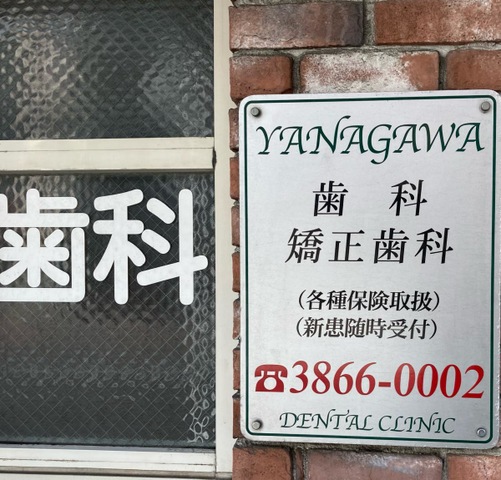 歯科
YANAGAWA
歯 科
矯正歯科
(各種保険取扱)
(新患随時受付)
☎3866-0002
DENTAL CLINIC